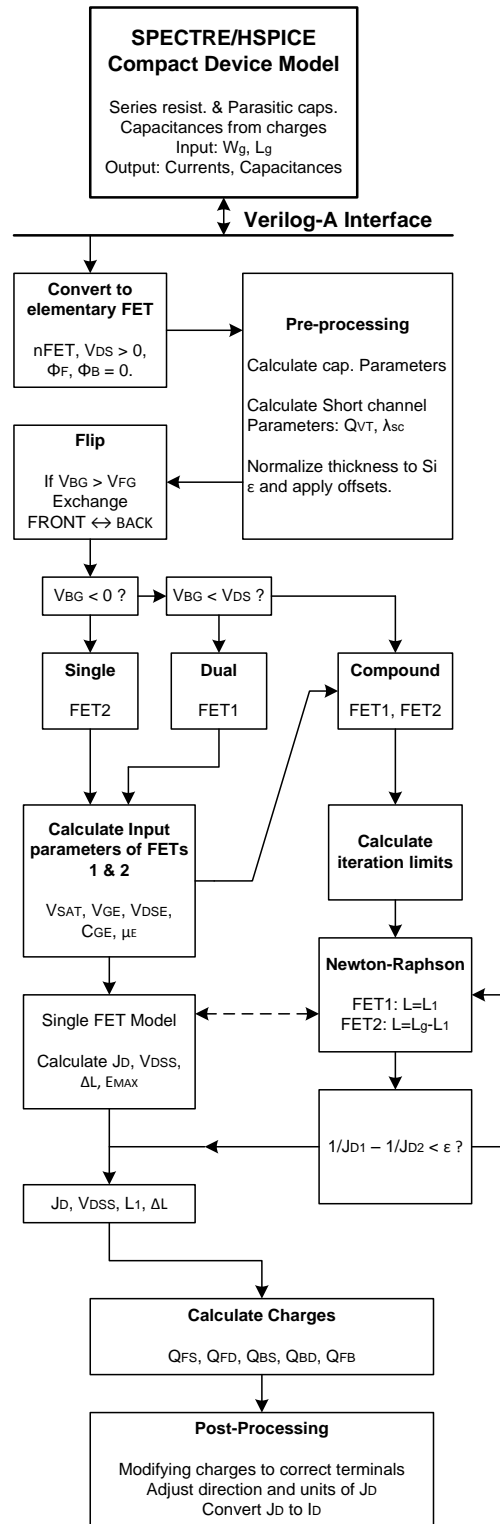 SPECTRE/HSPICE
Compact Device Model
Series resist. & Parasitic caps.
Capacitances from charges
Input: Wg, Lg
Output: Currents, Capacitances
Verilog-A Interface
Convert to
elementary FET
nFET, VDS > 0,
ΦF, ΦB = 0.
Pre-processing
Calculate cap. Parameters
Calculate Short channel
Parameters: QVT, λsc
Normalize thickness to Si
ε and apply offsets.
Flip
If VBG > VFG
Exchange
FRONT ↔ BACK
VBG < 0 ?
VBG < VDS ?
Single
FET2
Dual
FET1
Compound
FET1, FET2
Calculate Input
parameters of FETs
1 & 2
VSAT, VGE, VDSE,
CGE, μE
Calculate
iteration limits
Newton-Raphson
FET1: L=L1
FET2: L=Lg-L1
Single FET Model
Calculate JD, VDSS,
ΔL, EMAX
1/JD1 – 1/JD2 < ε ?
JD, VDSS, L1, ΔL
Calculate Charges
QFS, QFD, QBS, QBD, QFB
Post-Processing
Modifying charges to correct terminals
Adjust direction and units of JD
Convert JD to ID